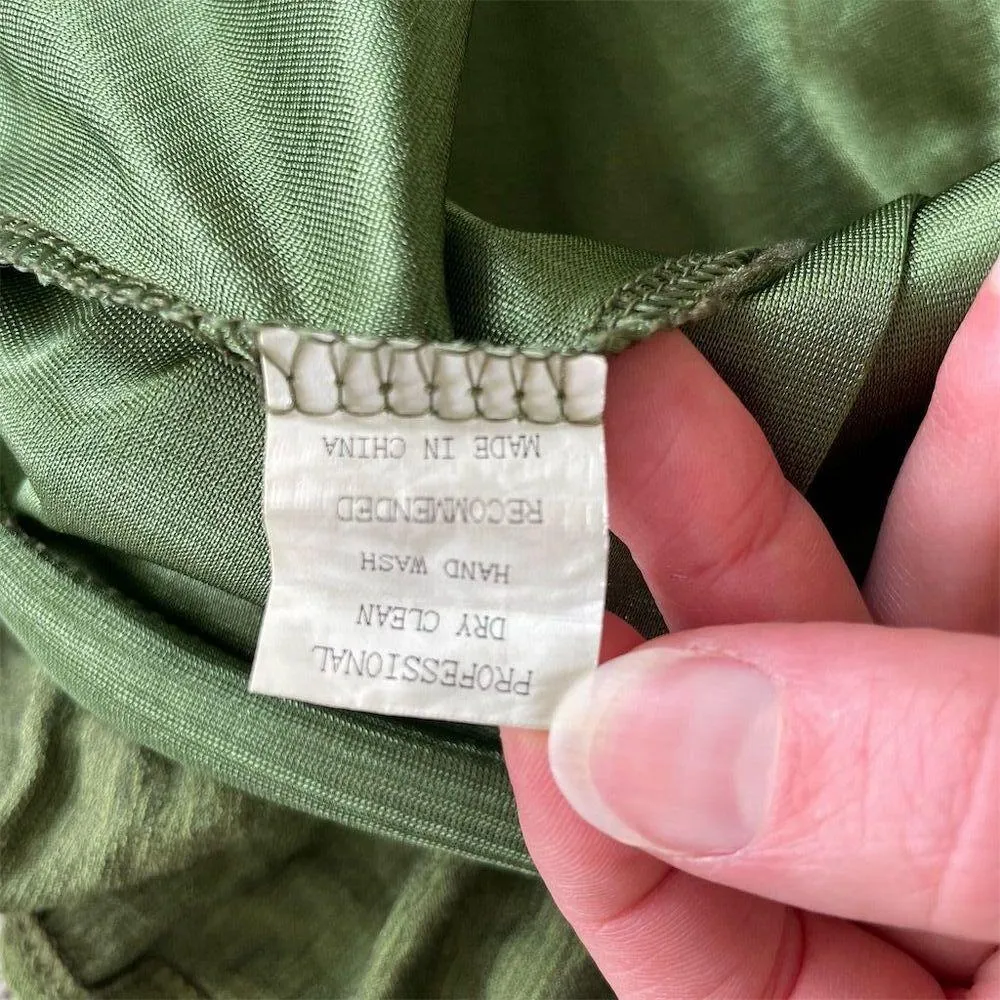 PROFESSIONAL
DRY CLEAN
HAND WASH
RECOMMENDED
MADE IN CHINA